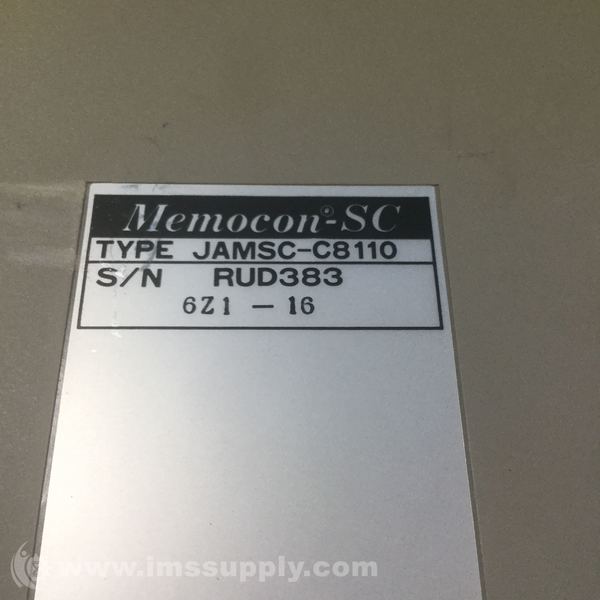 Memocon®-SC
TYPE JAMSC-C8110
S/N RUD383
6Z1 - 16
www.imssupply.com